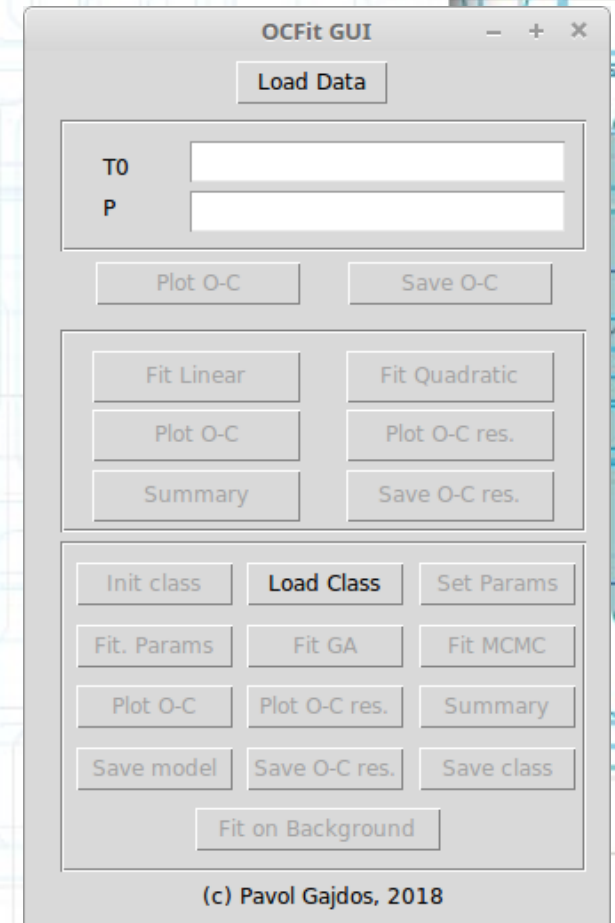 OCFit GUI
Load Data
T0
P
Plot O-C Save O-C
Fit Linear Fit Quadratic
Plot O-C Plot O-C res.
Summary Save O-C res.
Init class Load Class Set Params
Fit. Params Fit GA Fit MCMC
Plot O-C Plot O-C res. Summary
Save model Save O-C res. Save class
Fit on Background
(c) Pavol Gajdos, 2018